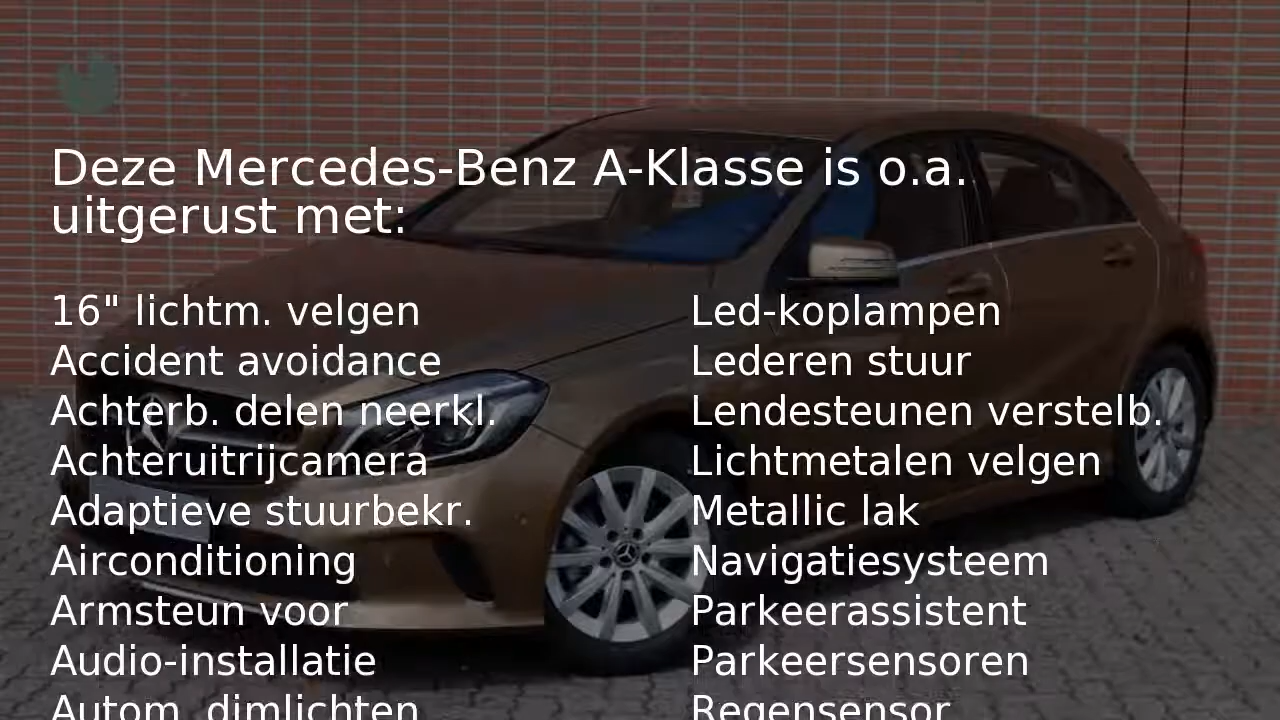 Deze Mercedes-Benz A-Klasse is o.a.
uitgerust met:
16" lichtm. velgen
Accident avoidance
Achterb. delen neerkl.
Achteruitrijcamera
Adaptieve stuurbekr.
Airconditioning
Armsteun voor
Audio-installatie
Autom. dimlichten
Led-koplampen
Lederen stuur
Lendesteunen verstelb.
Lichtmetalen velgen
Metallic lak
Navigatiesysteem
Parkeerassistent
Parkeersensoren
Regensensor